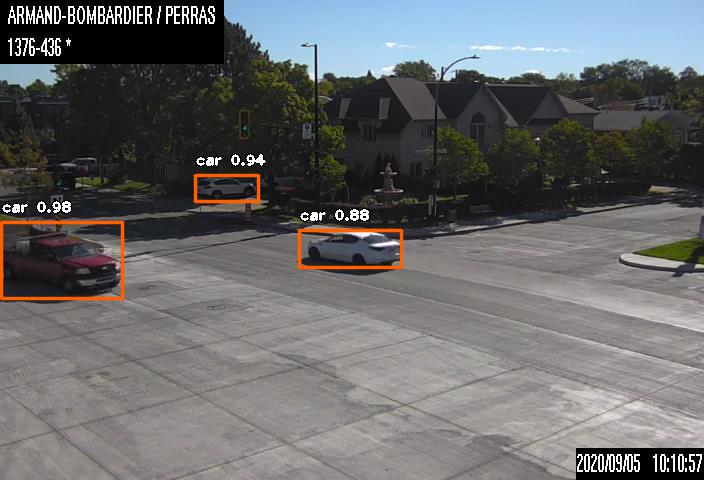 ARMAND-BOMBARDIER / PERRAS
1376-436 *
car 0.94
car 0.98
car 0.88
2020/09/05 10:10:57